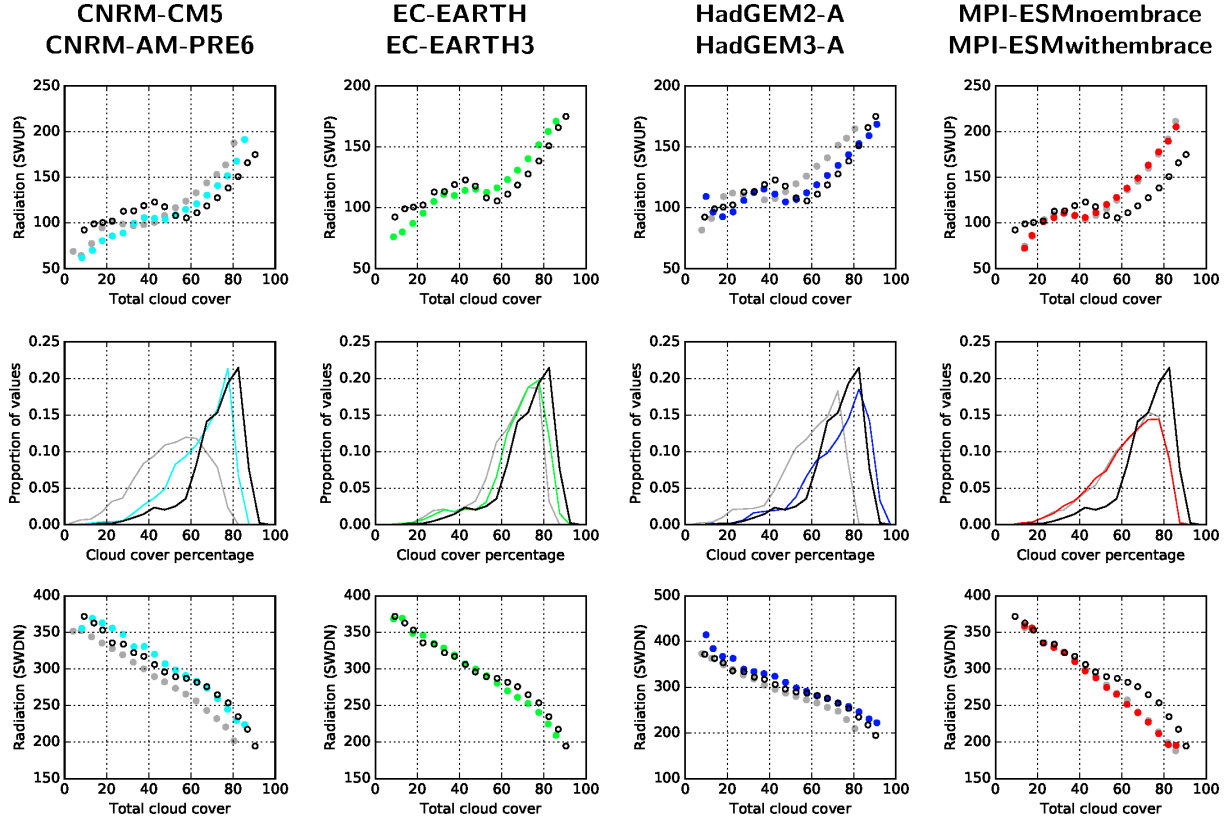 CNRM-CM5 EC-EARTH HadGEM2-A MPI-ESMnoembrace
CNRM-AM-PRE6 EC-EARTH3 HadGEM3-A MPI-ESMwithembrace
Radiation (SWUP)
250
200
150
100
50
0 20 40 60 80 100
Total cloud cover
Radiation (SWUP)
200
150
100
50
0 20 40 60 80 100
Total cloud cover
Radiation (SWUP)
200
150
100
50
0 20 40 60 80 100
Total cloud cover
Radiation (SWUP)
250
200
150
100
50
0 20 40 60 80 100
Total cloud cover
Proportion of values
0.25
0.20
0.15
0.10
0.05
0.00
0 20 40 60 80 100
Cloud cover percentage
Proportion of values
0.25
0.20
0.15
0.10
0.05
0.00
0 20 40 60 80 100
Cloud cover percentage
Proportion of values
0.25
0.20
0.15
0.10
0.05
0.00
0 20 40 60 80 100
Cloud cover percentage
Proportion of values
0.25
0.20
0.15
0.10
0.05
0.00
0 20 40 60 80 100
Cloud cover percentage
Radiation (SWDN)
400
350
300
250
200
150
0 20 40 60 80 100
Total cloud cover
Radiation (SWDN)
400
350
300
250
200
150
0 20 40 60 80 100
Total cloud cover
Radiation (SWDN)
500
400
300
200
100
0 20 40 60 80 100
Total cloud cover
Radiation (SWDN)
400
350
300
250
200
150
0 20 40 60 80 100
Total cloud cover